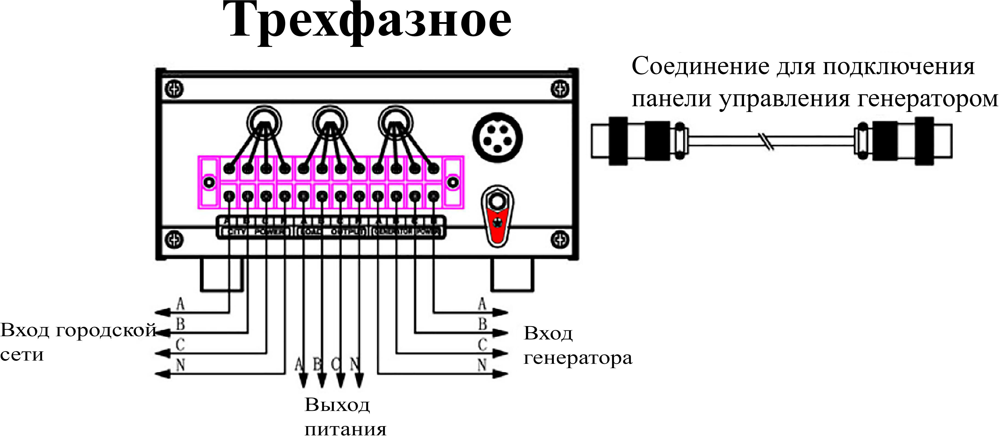 Трехфазное
Соединение для подключения
панели управления генератором
A B C N A B C N A B C
CITY POWER LOAD OUTPUT GENERATOR POWER
A
B
C
N
Вход городской
сети
A B C N
Выход
питания
A
B
C
N
Вход
генератора